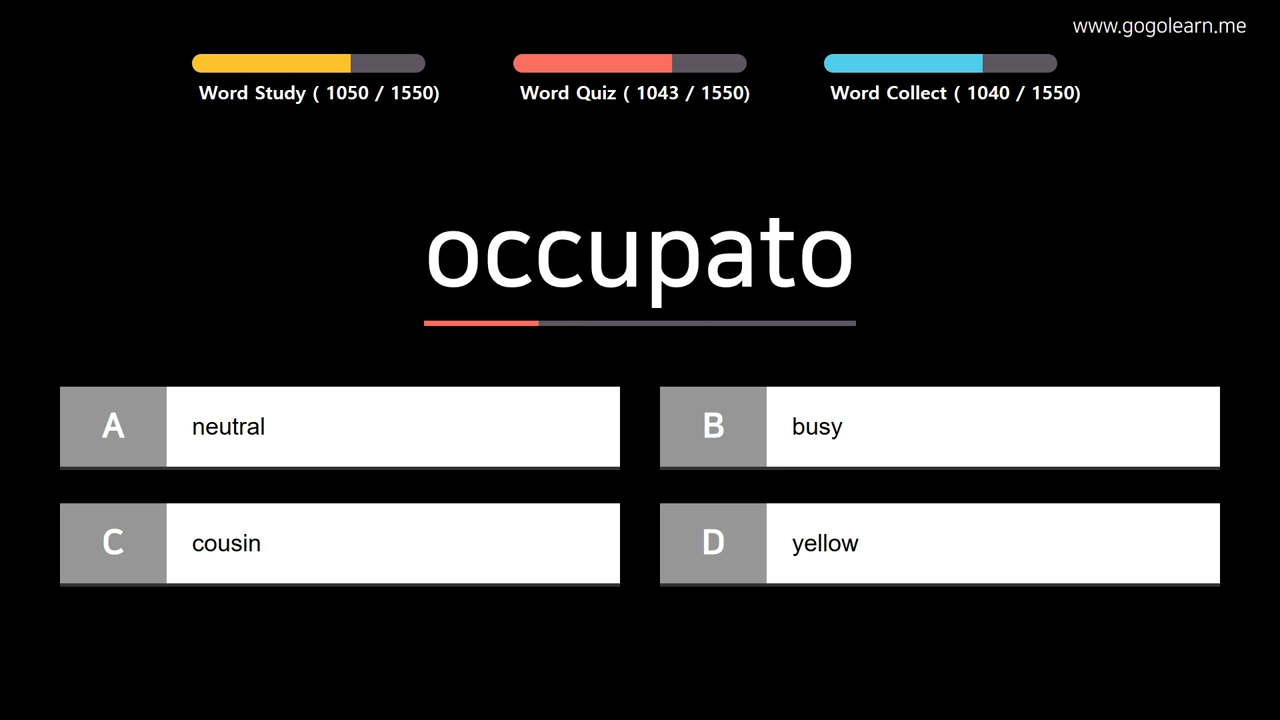 www.gogolearn.me
Word Study ( 1050 / 1550)
Word Quiz ( 1043 / 1550)
Word Collect ( 1040 / 1550)
occupato
A neutral
B busy
C cousin
D yellow